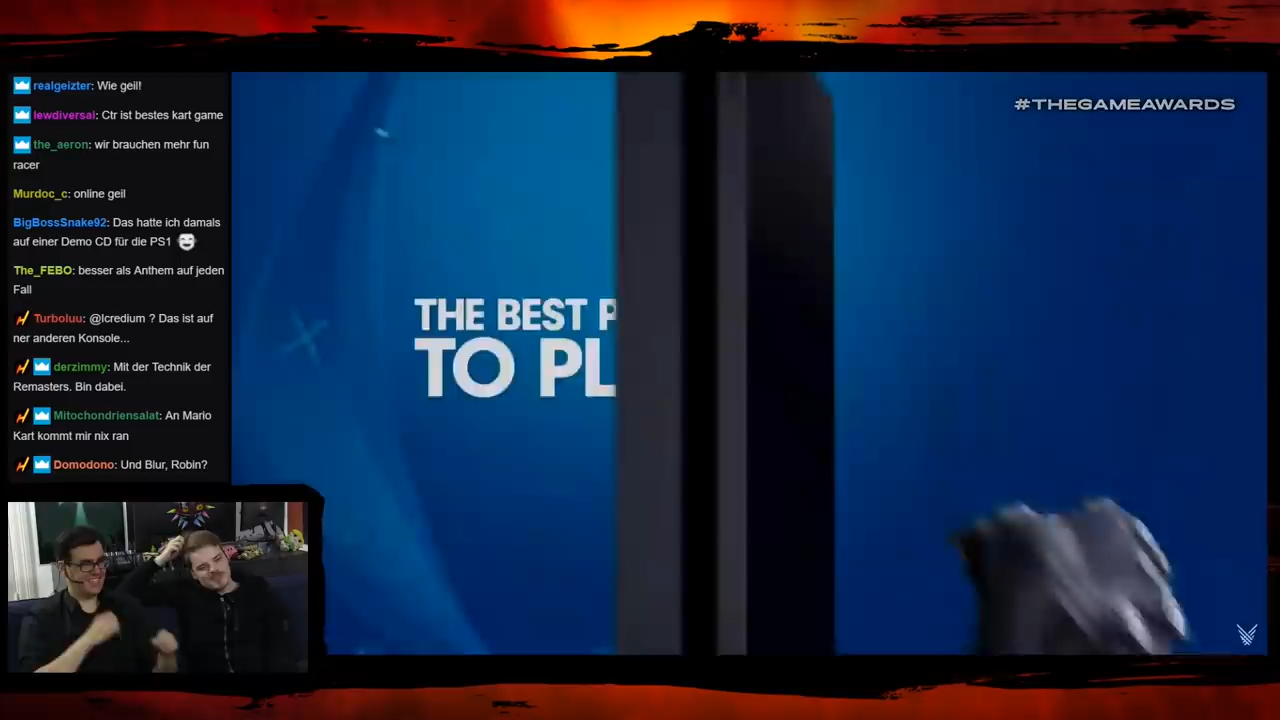 realgeizter: Wie geil!
lewdiversal: Ctr ist bestes kart game
the_aeron: wir brauchen mehr fun
racer
Murdoc_c: online geil
BigBossSnake92: Das hatte ich damals
auf einer Demo CD für die PS1
The_FEBO: besser als Anthem auf jeden
Fall
Turboluu: @Icredium ? Das ist auf
ner anderen Konsole...
derzimmy: Mit der Technik der
Remasters. Bin dabei.
Mitochondriensalat: An Mario
Kart kommt mir nix ran
Domodono: Und Blur, Robin?
#THEGAMEAWARDS
THE BEST P
TO PL